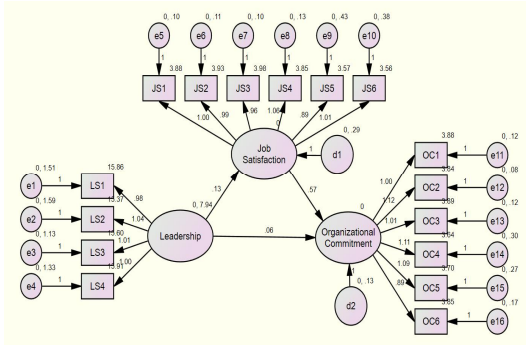 0, .10 0, .11 0, .10 0, .13 0, .43 0, .38
e5 e6 e7 e8 e9 e10
1 1 1 1 1 1
3.88 3.93 3.98 3.85 3.57 3.56
JS1 JS2 JS3 JS4 JS5 JS6
1.00 .99 .96 1.06 .89 1.01
0
Job
Satisfaction
0, .29
1
d1
.13
.57
0, 1.51
e1
1
15.86
LS1
.98
0, 1.59
e2
1
15.37
LS2
1.04
0, 1.13
e3
1
15.60
LS3
1.01
0, 1.33
e4
1
15.91
LS4
1.00
0, 7.94
Leadership
.06
0
Organizational
Commitment
1
0, .13
d2
3.88
OC1
1
0, .12
e11
1.00
3.84
OC2
1
0, .08
e12
1.12
3.89
OC3
1
0, .12
e13
1.01
3.64
OC4
1
0, .30
e14
1.11
3.70
OC5
1
0, .27
e15
1.09
3.85
OC6
1
0, .17
e16
.89